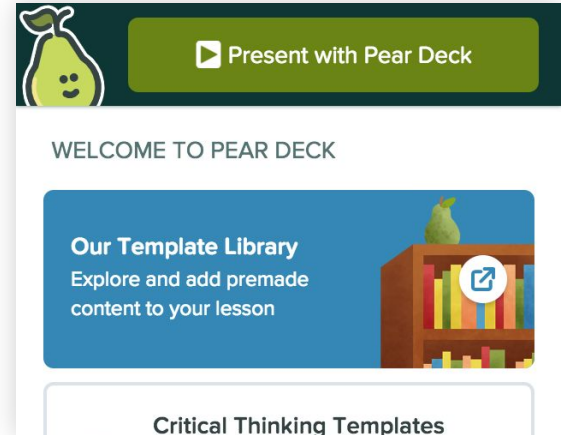 Present with Pear Deck
WELCOME TO PEAR DECK
Our Template Library
Explore and add premade
content to your lesson
Critical Thinking Templates